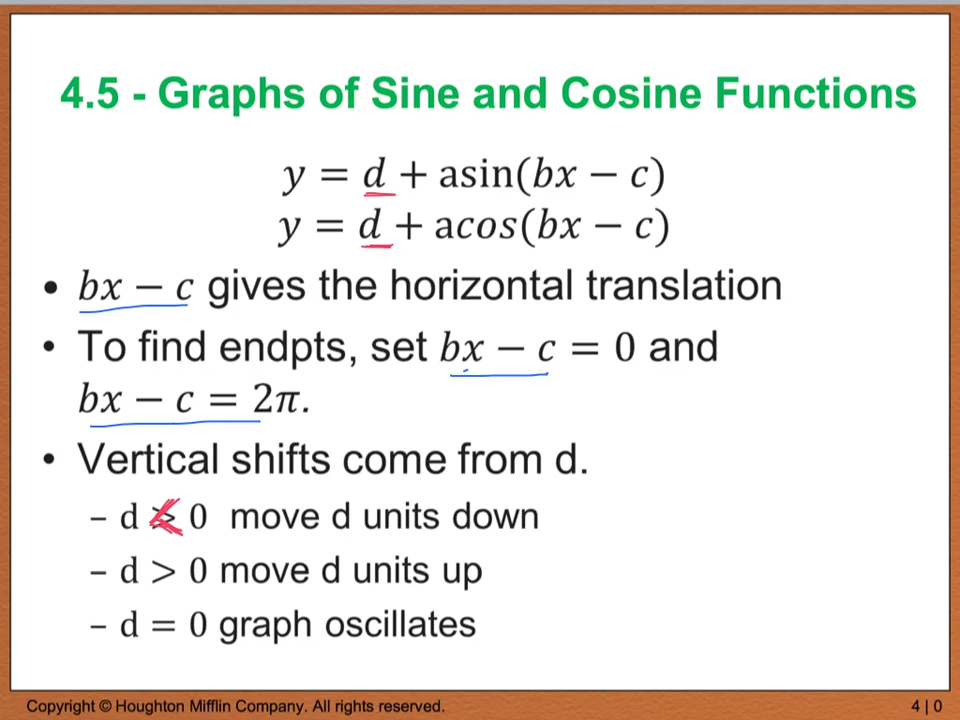 4.5 - Graphs of Sine and Cosine Functions
y = d + asin(bx − c)
y = d + acos(bx − c)
• bx − c gives the horizontal translation
• To find endpts, set bx − c = 0 and
bx − c = 2π.
• Vertical shifts come from d.
– d < 0 move d units down
– d > 0 move d units up
– d = 0 graph oscillates
Copyright © Houghton Mifflin Company. All rights reserved.
4 | 0